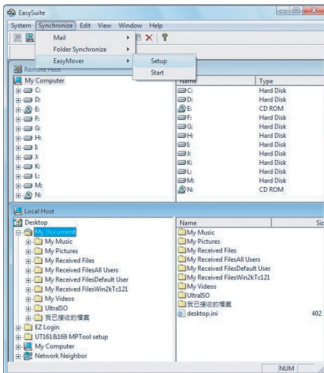 EasySuite
System Synchronize Edit View Window Help
Mail
Folder Synchronize
EasyMover
Setup
Start
Remote Host
My Computer
C:
D:
E:
F:
G:
H:
I:
J:
K:
L:
M:
N:
Name Type
C: Hard Disk
D: Hard Disk
E: CD ROM
F: Hard Disk
G: Hard Disk
H: Hard Disk
I: Hard Disk
J: Hard Disk
K: Hard Disk
L: Hard Disk
M: Hard Disk
N: CD ROM
Local Host
Desktop
My Document
My Music
My Pictures
My Received Files
My Received FilesAll Users
My Received FilesDefault User
My Received FilesWin2kTc121
My Videos
UltraISO
我已接收的檔案
EZ Login
UT161&169 MPTool setup
My Computer
Network Neighbor
Name Siz
My Music
My Pictures
My Received Files
My Received FilesAll Users
My Received FilesDefault User
My Received FilesWin2kTc121
My Videos
UltraISO
我已接收的檔案
desktop.ini 402
NUM